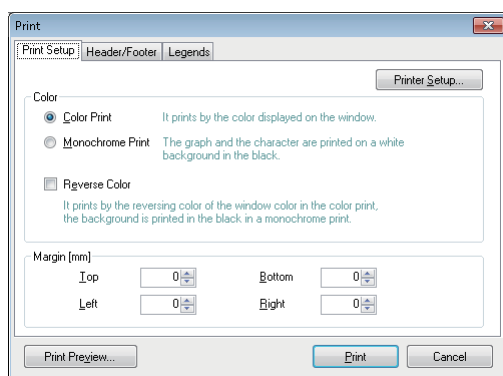 Print
Print Setup Header/Footer Legends
Printer Setup...
Color
Color Print It prints by the color displayed on the window.
Monochrome Print The graph and the character are printed on a white
background in the black.
Reverse Color
It prints by the reversing color of the window color in the color print,
the background is printed in the black in a monochrome print.
Margin [mm]
Top 0 Bottom 0
Left 0 Right 0
Print Preview... Print Cancel